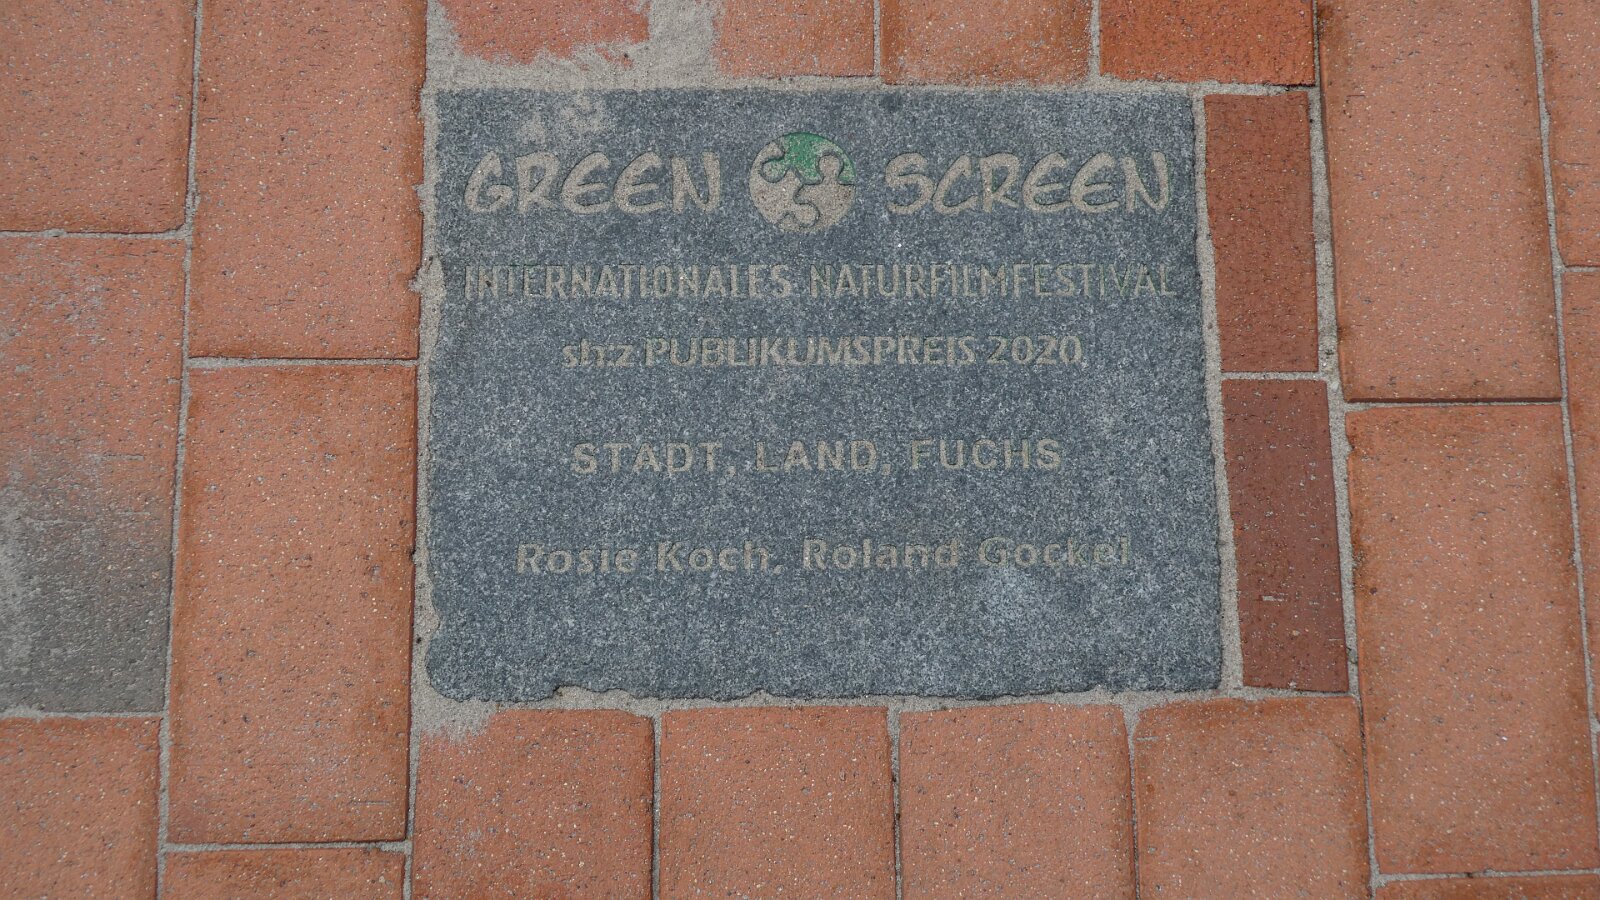 GREEN SCREEN
INTERNATIONALES NATURFILMFESTIVAL
sh:z PUBLIKUMSPREIS 2020
STADT, LAND, FUCHS
Rosie Koch, Roland Gockel